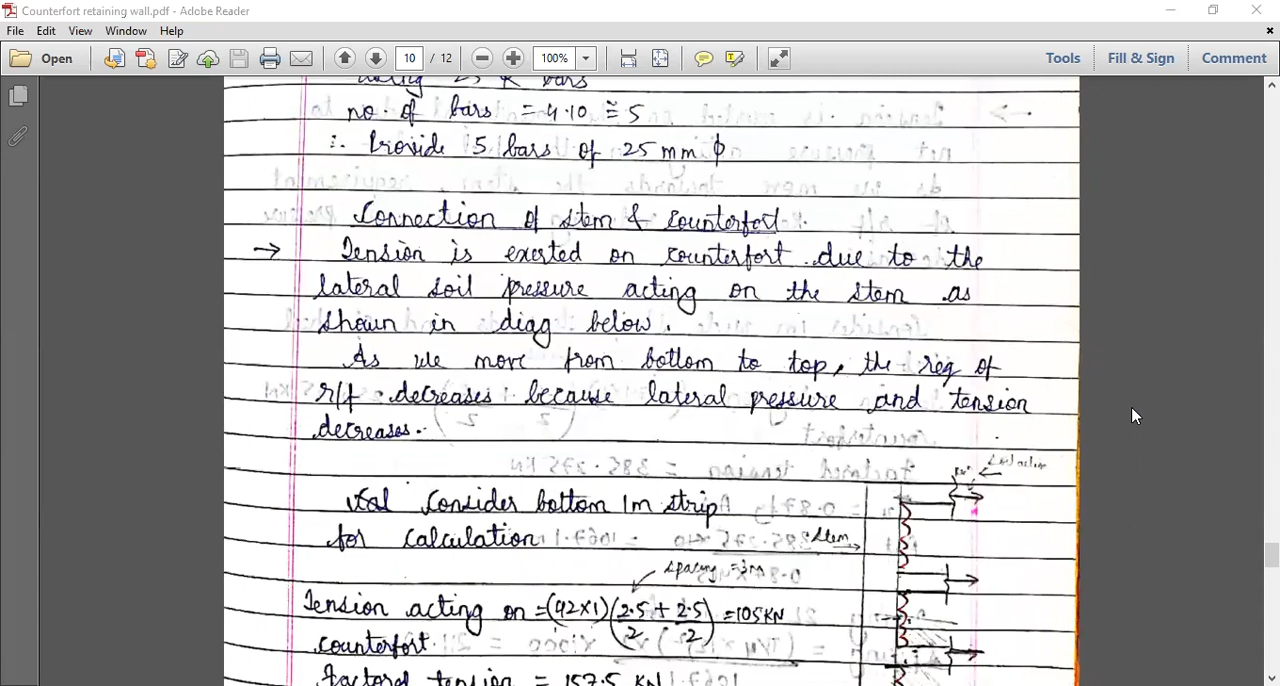 Counterfort retaining wall.pdf - Adobe Reader
File Edit View Window Help
Open 10 / 12 100% Tools Fill & Sign Comment
using 25 bars
no. of bars = 4.10 ≅ 5
∴ Provide 5 bars of 25 mm ϕ
Connection of stem & counterfort.
→ Tension is exerted on counterfort due to the
lateral soil pressure acting on the stem as
shown in diag below.
As we move from bottom to top, the req of
r/f decreases because lateral pressure and tension
decreases.
Consider bottom 1m strip
for calculation
stem
spacing = 3m
Tension acting on = (42×1) (2.5/2 + 2.5/2) = 105KN
counterfort.
factored tension = 157.5 KN